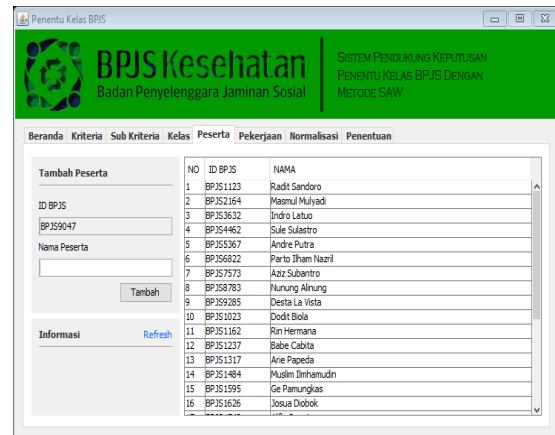 Penentu Kelas BPJS
BPJS Kesehatan
Badan Penyelenggara Jaminan Sosial
SISTEM PENDUKUNG KEPUTUSAN
PENENTU KELAS BPJS DENGAN
METODE SAW
Beranda Kriteria Sub Kriteria Kelas Peserta Pekerjaan Normalisasi Penentuan
Tambah Peserta
ID BPJS
BPJS9047
Nama Peserta
Tambah
Informasi Refresh
NO ID BPJS NAMA
1 BPJS1123 Radit Sandoro
2 BPJS2164 Masmul Mulyadi
3 BPJS3632 Indro Latuo
4 BPJS4462 Sule Sulastro
5 BPJS5367 Andre Putra
6 BPJS6822 Parto Ilham Nazril
7 BPJS7573 Aziz Subantro
8 BPJS8783 Nunung Alinung
9 BPJS9285 Desta La Vista
10 BPJS1023 Dodit Biola
11 BPJS1162 Rin Hermana
12 BPJS1237 Babe Cabita
13 BPJS1317 Arie Papeda
14 BPJS1484 Muslim Ilmhamudin
15 BPJS1595 Ge Pamungkas
16 BPJS1626 Josua Diobok